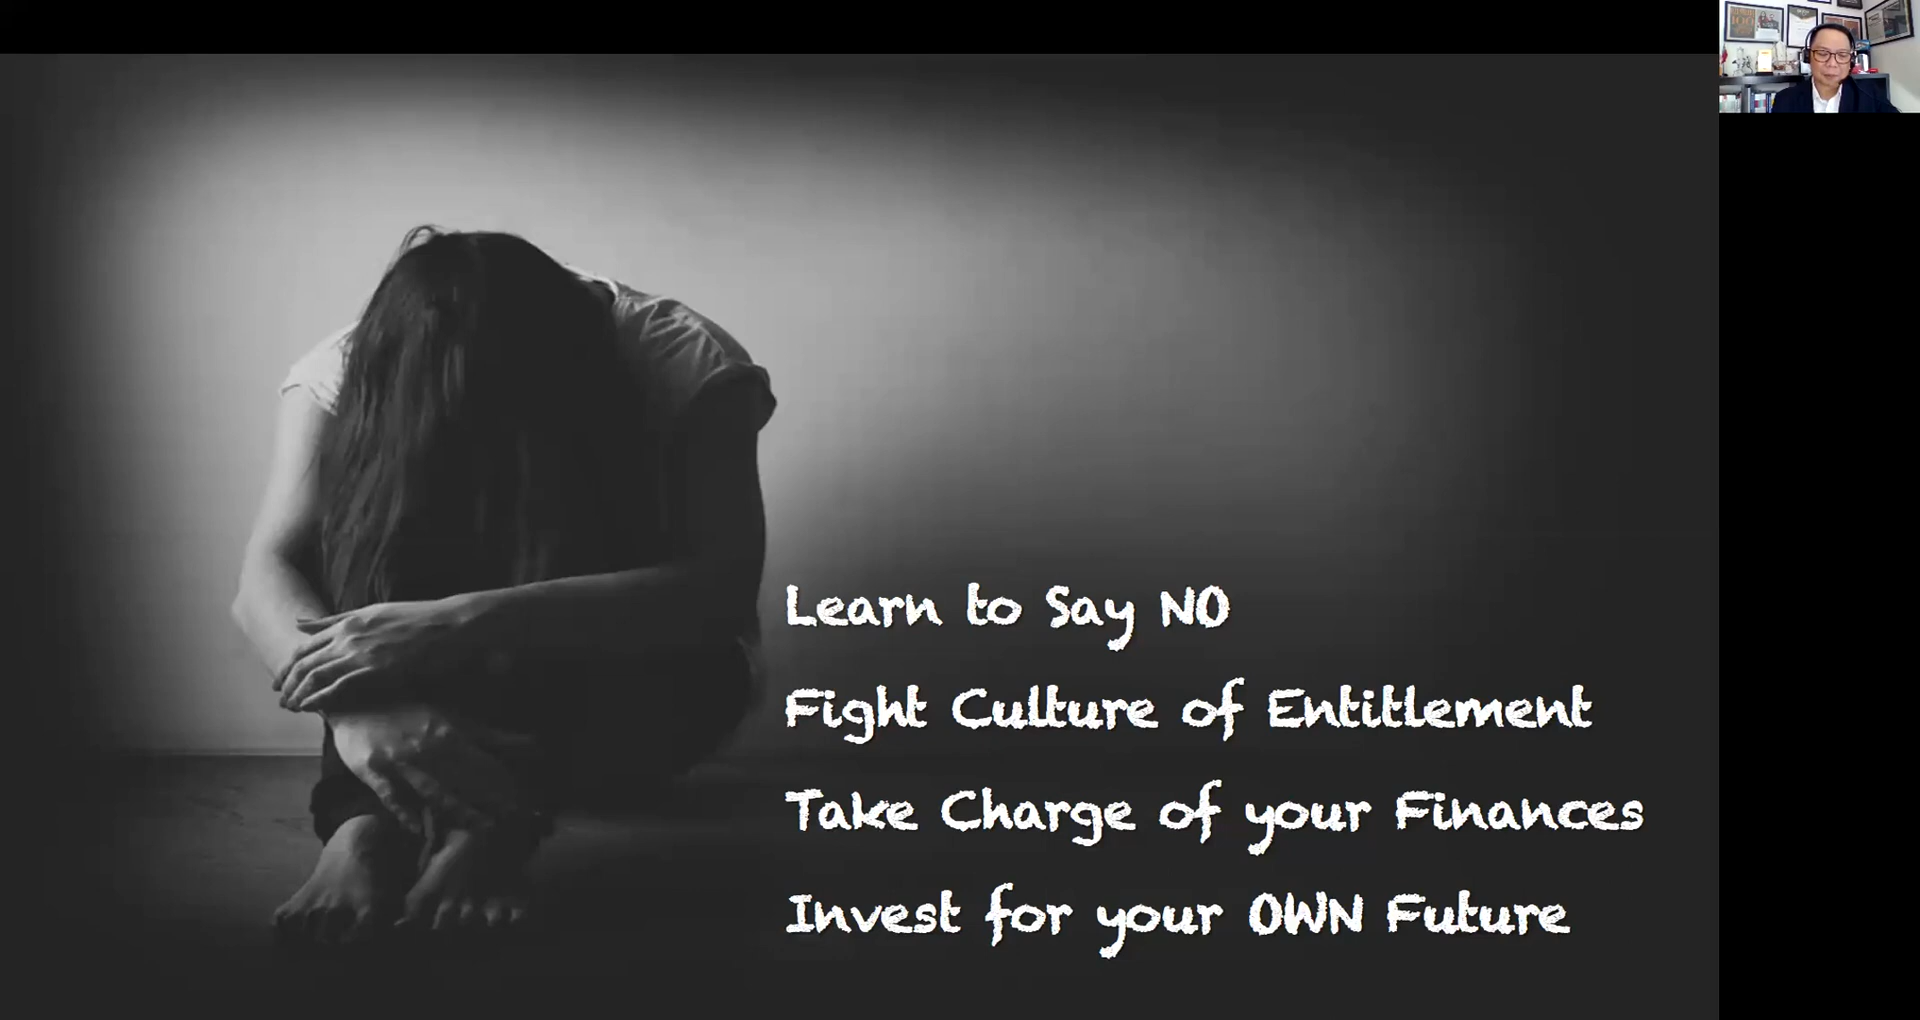 Learn to Say NO
Fight Culture of Entitlement
Take Charge of your Finances
Invest for your OWN Future